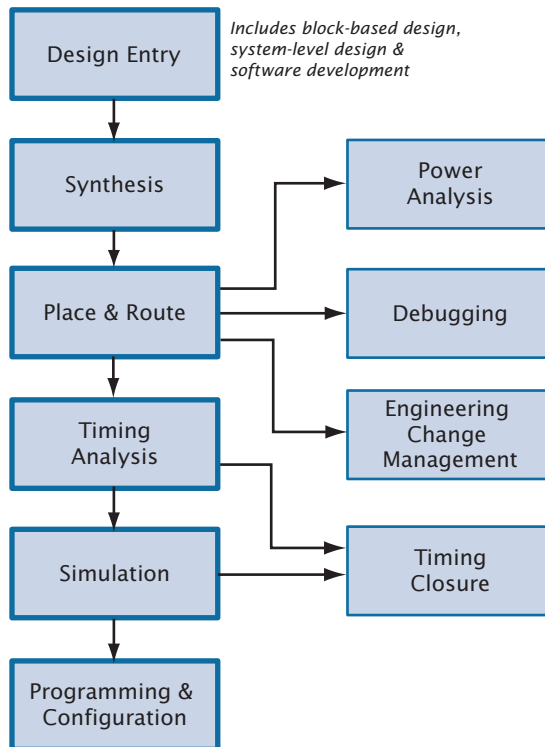 Design Entry
Includes block-based design,
system-level design &
software development
Synthesis
Power
Analysis
Place & Route
Debugging
Timing
Analysis
Engineering
Change
Management
Simulation
Timing
Closure
Programming &
Configuration